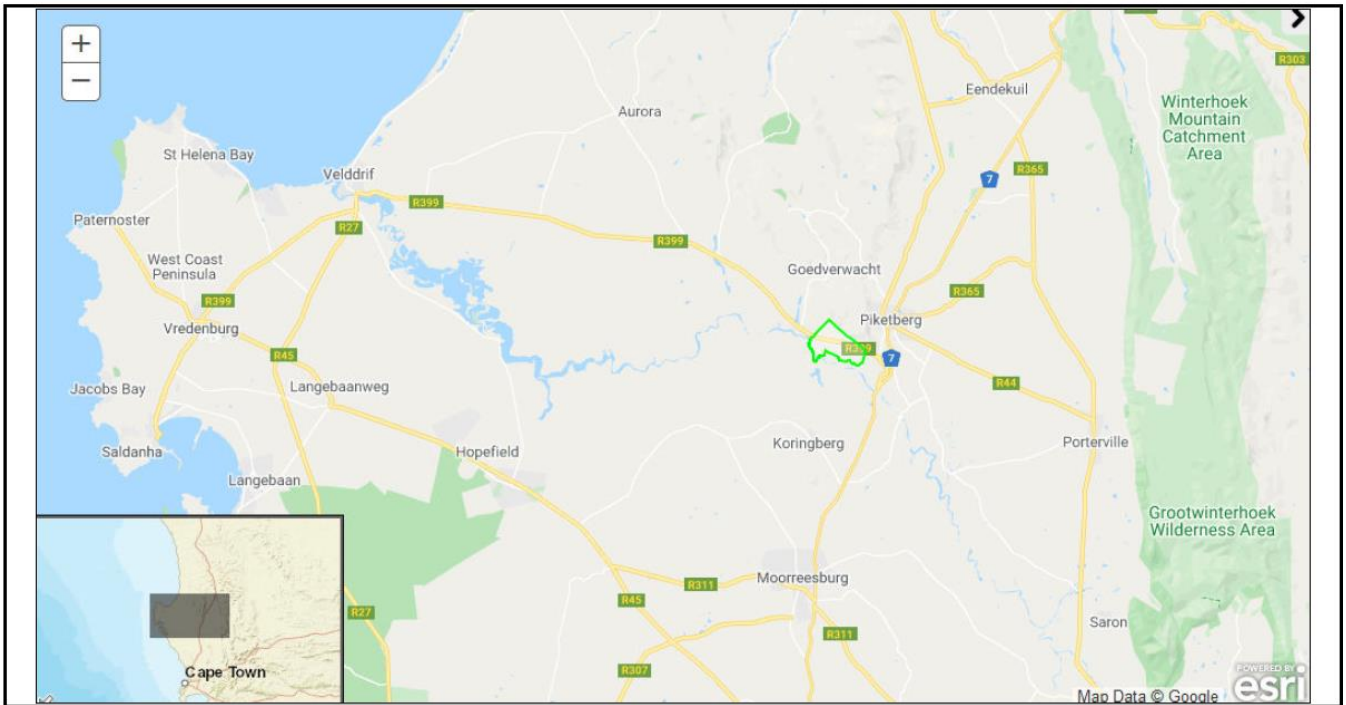 +
−
R303
Eendekuil
Winterhoek
Mountain
Catchment
Area
Aurora
St Helena Bay
7
R365
Velddrif
R399
Paternoster
R27
R399
West Coast
Peninsula
Goedverwacht
R365
R399
Piketberg
Vredenburg
R399
7
R45
Jacobs Bay
Langebaanweg
R44
Saldanha
Hopefield
Koringberg
Porterville
Langebaan
Grootwinterhoek
Wilderness Area
Moorreesburg
R311
R45
R27
Saron
R311
Cape Town
R307
POWERED BY
esri
Map Data © Google